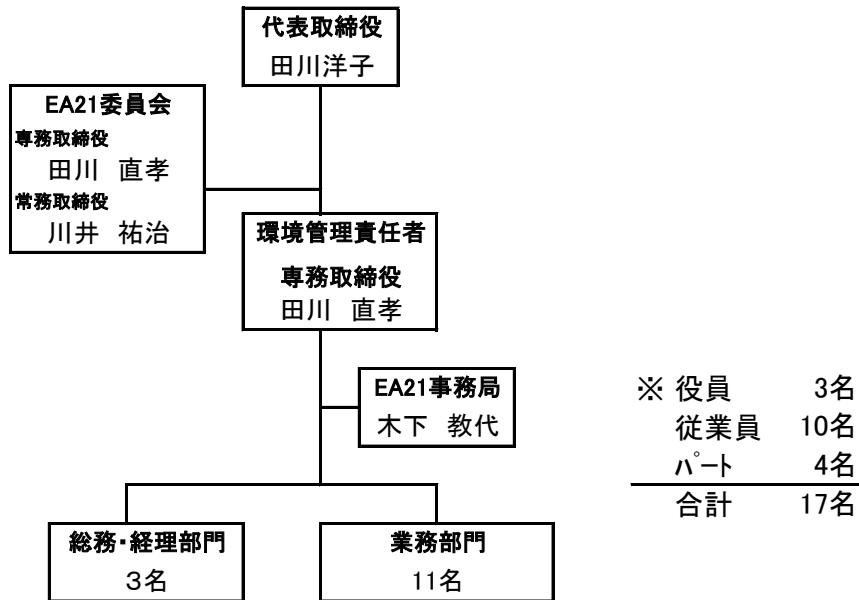 代表取締役
田川洋子
EA21委員会
専務取締役
田川 直孝
常務取締役
川井 祐治
環境管理責任者
専務取締役
田川 直孝
EA21事務局
木下 教代
※ 役員 3名
従業員 10名
パート 4名
合計 17名
総務・経理部門
3名
業務部門
11名